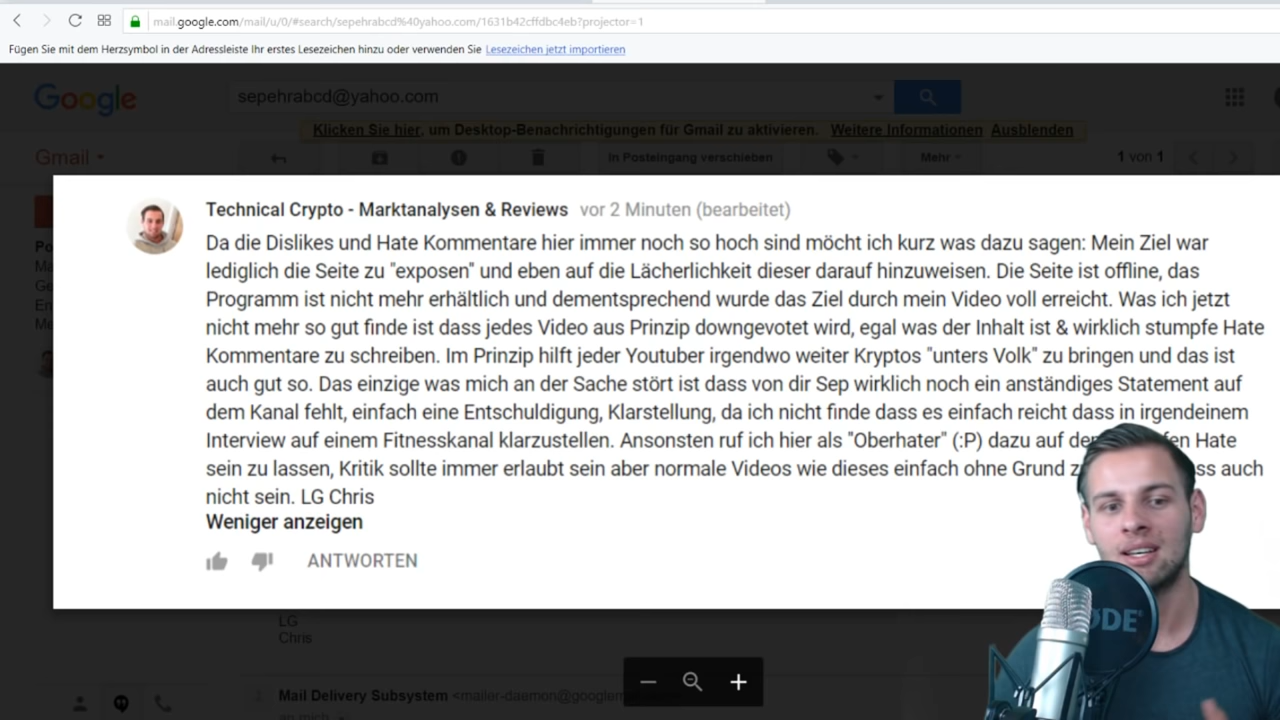 mail.google.com/mail/u/0/#search/sepehrabcd%40yahoo.com/1631b42cffdbc4eb?projector=1
Fügen Sie mit dem Herzsymbol in der Adressleiste Ihr erstes Lesezeichen hinzu oder verwenden Sie Lesezeichen jetzt importieren
Google sepehrabcd@yahoo.com
Klicken Sie hier, um Desktop-Benachrichtigungen für Gmail zu aktivieren. Weitere Informationen Ausblenden
Gmail In Posteingang verschieben Mehr 1 von 1
Technical Crypto - Marktanalysen & Reviews vor 2 Minuten (bearbeitet)
Da die Dislikes und Hate Kommentare hier immer noch so hoch sind möcht ich kurz was dazu sagen: Mein Ziel war
lediglich die Seite zu "exposen" und eben auf die Lächerlichkeit dieser darauf hinzuweisen. Die Seite ist offline, das
Programm ist nicht mehr erhältlich und dementsprechend wurde das Ziel durch mein Video voll erreicht. Was ich jetzt
nicht mehr so gut finde ist dass jedes Video aus Prinzip downgevotet wird, egal was der Inhalt ist & wirklich stumpfe Hate
Kommentare zu schreiben. Im Prinzip hilft jeder Youtuber irgendwo weiter Kryptos "unters Volk" zu bringen und das ist
auch gut so. Das einzige was mich an der Sache stört ist dass von dir Sep wirklich noch ein anständiges Statement auf
dem Kanal fehlt, einfach eine Entschuldigung, Klarstellung, da ich nicht finde dass es einfach reicht dass in irgendeinem
Interview auf einem Fitnesskanal klarzustellen. Ansonsten ruf ich hier als "Oberhater" (:P) dazu auf Hate
sein zu lassen, Kritik sollte immer erlaubt sein aber normale Videos wie dieses einfach ohne Grund auch
nicht sein. LG Chris
Weniger anzeigen
ANTWORTEN
LG
Chris
Mail Delivery Subsystem
RØDE